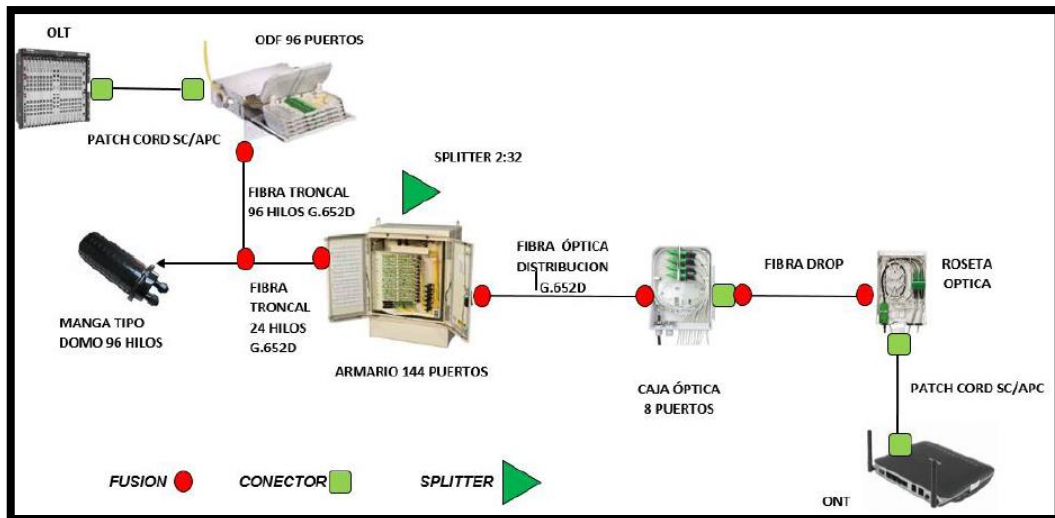 OLT
ODF 96 PUERTOS
PATCH CORD SC/APC
SPLITTER 2:32
FIBRA TRONCAL
96 HILOS G.652D
MANGA TIPO
DOMO 96 HILOS
FIBRA
TRONCAL
24 HILOS
G.652D
ARMARIO 144 PUERTOS
FIBRA ÓPTICA
DISTRIBUCION
G.652D
CAJA ÓPTICA
8 PUERTOS
FIBRA DROP
ROSETA
OPTICA
PATCH CORD SC/APC
ONT
FUSION
CONECTOR
SPLITTER